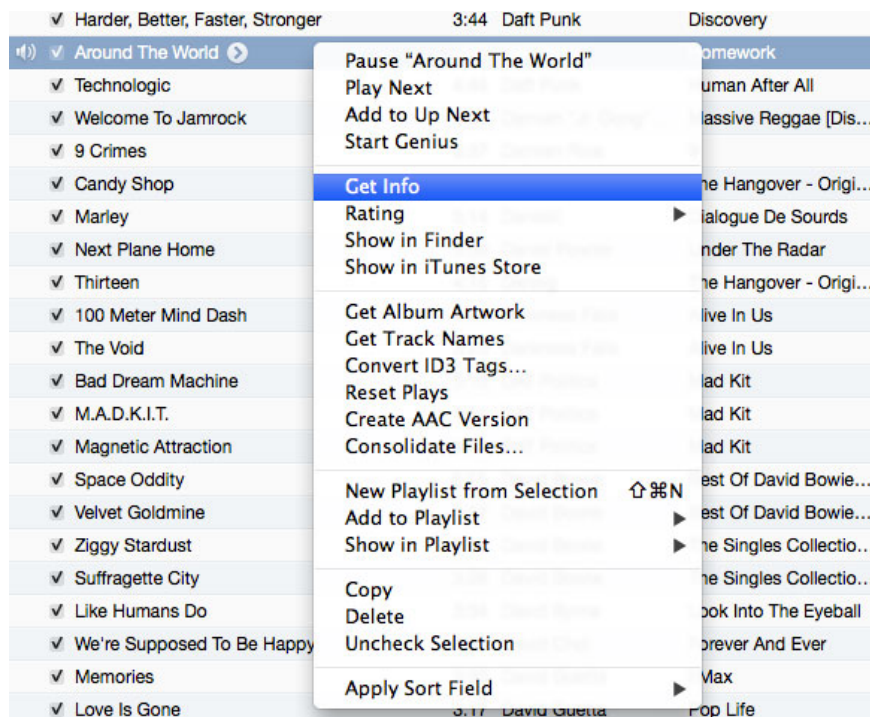 Harder, Better, Faster, Stronger 3:44 Daft Punk Discovery
Around The World omework
Technologic uman After All
Welcome To Jamrock lassive Reggae [Dis...
9 Crimes
Candy Shop he Hangover - Origi...
Marley ialogue De Sourds
Next Plane Home nder The Radar
Thirteen he Hangover - Origi...
100 Meter Mind Dash live In Us
The Void live In Us
Bad Dream Machine lad Kit
M.A.D.K.I.T. lad Kit
Magnetic Attraction lad Kit
Space Oddity est Of David Bowie...
Velvet Goldmine est Of David Bowie...
Ziggy Stardust he Singles Collectio...
Suffragette City he Singles Collectio...
Like Humans Do ook Into The Eyeball
We're Supposed To Be Happy orever And Ever
Memories Max
Love Is Gone 3:17 David Guetta Pop Life
Pause “Around The World”
Play Next
Add to Up Next
Start Genius
Get Info
Rating
Show in Finder
Show in iTunes Store
Get Album Artwork
Get Track Names
Convert ID3 Tags...
Reset Plays
Create AAC Version
Consolidate Files...
New Playlist from Selection ⇧⌘N
Add to Playlist
Show in Playlist
Copy
Delete
Uncheck Selection
Apply Sort Field